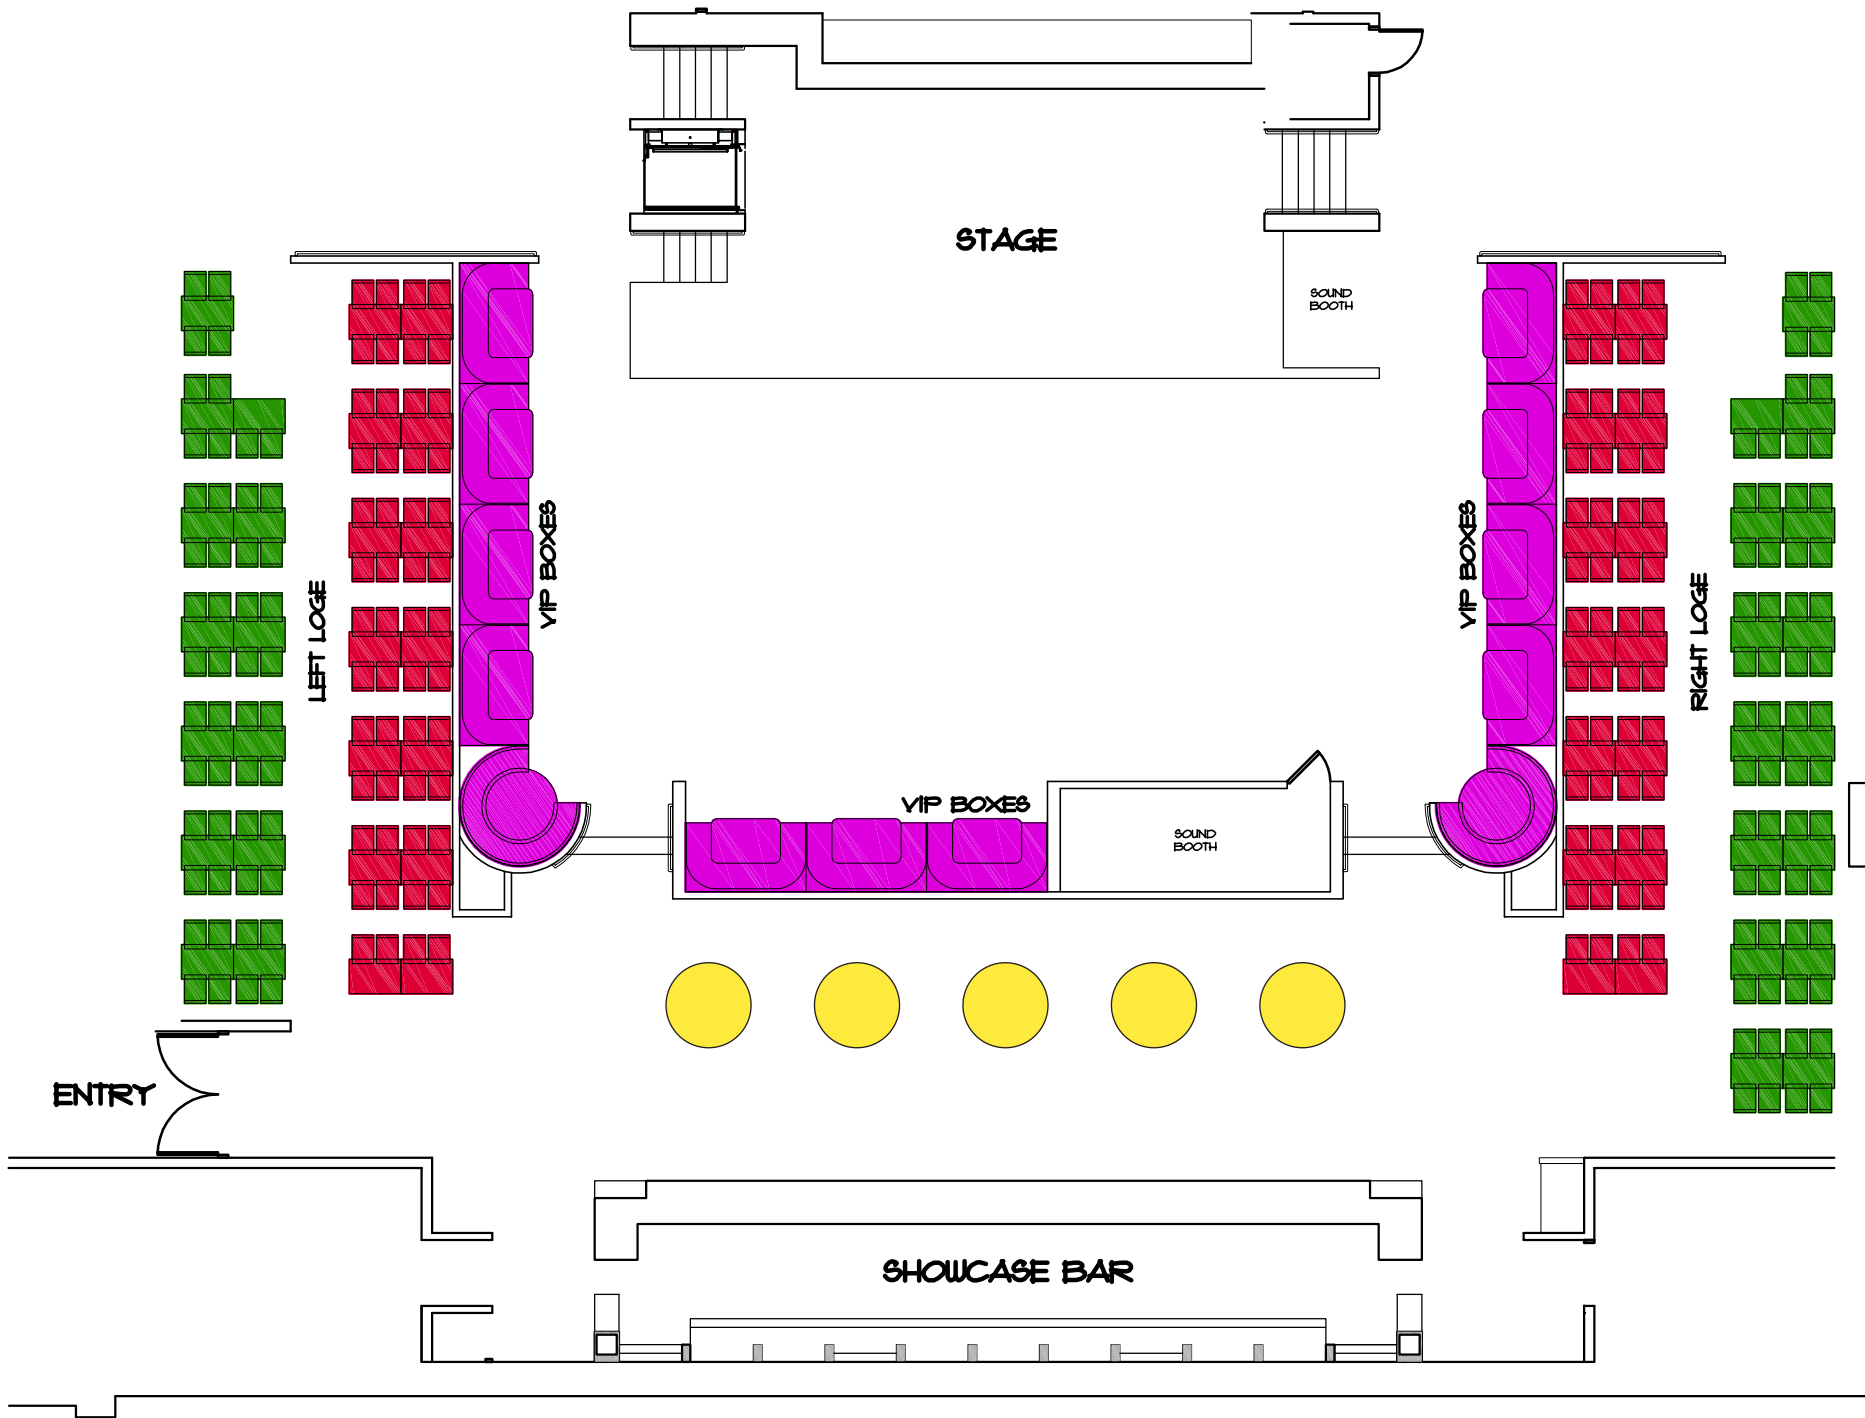 STAGE
SOUND
BOOTH
VIP BOXES
VIP BOXES
LEFT LOGE
RIGHT LOGE
VIP BOXES
SOUND
BOOTH
ENTRY
SHOWCASE BAR